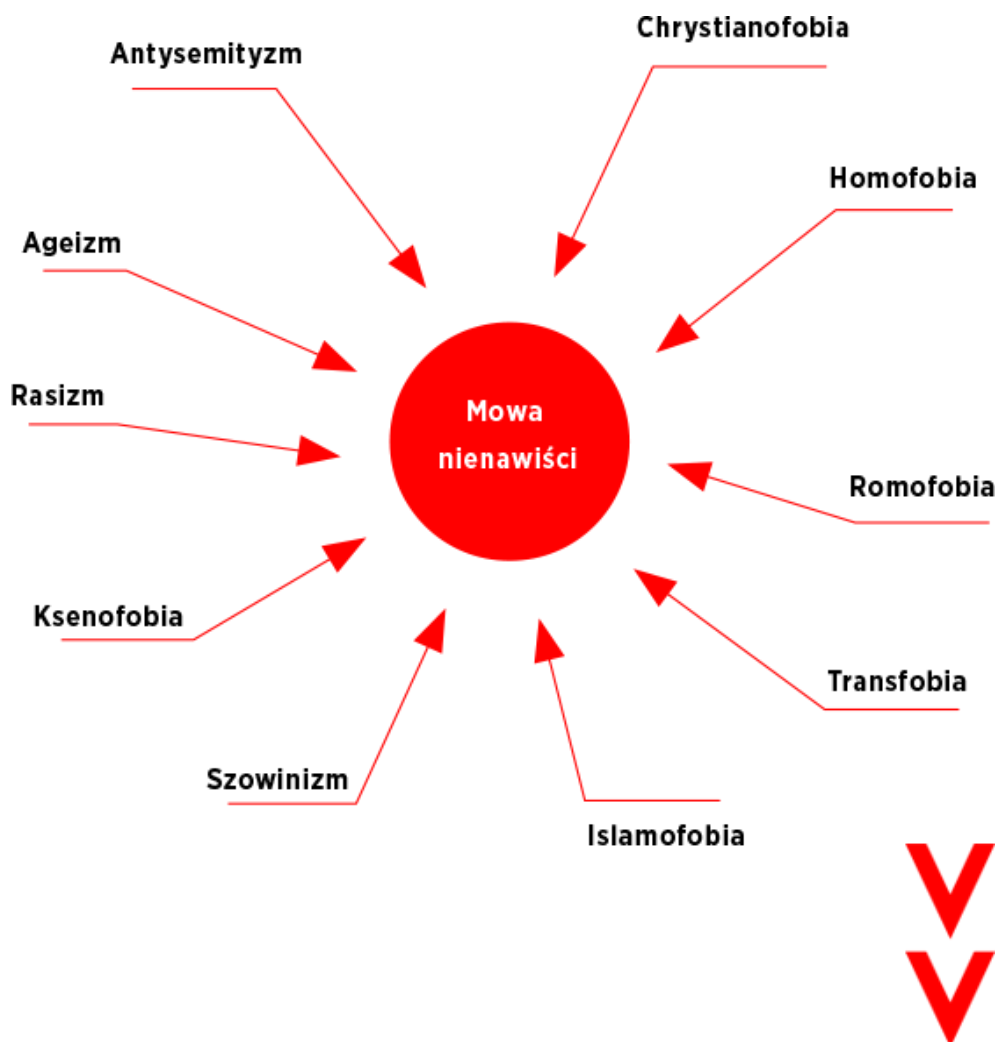 Chrystianofobia
Antysemityzm
Homofobia
Ageizm
Rasizm
Mowa
nienawiści
Romofobia
Ksenofobia
Transfobia
Szowinizm
Islamofobia